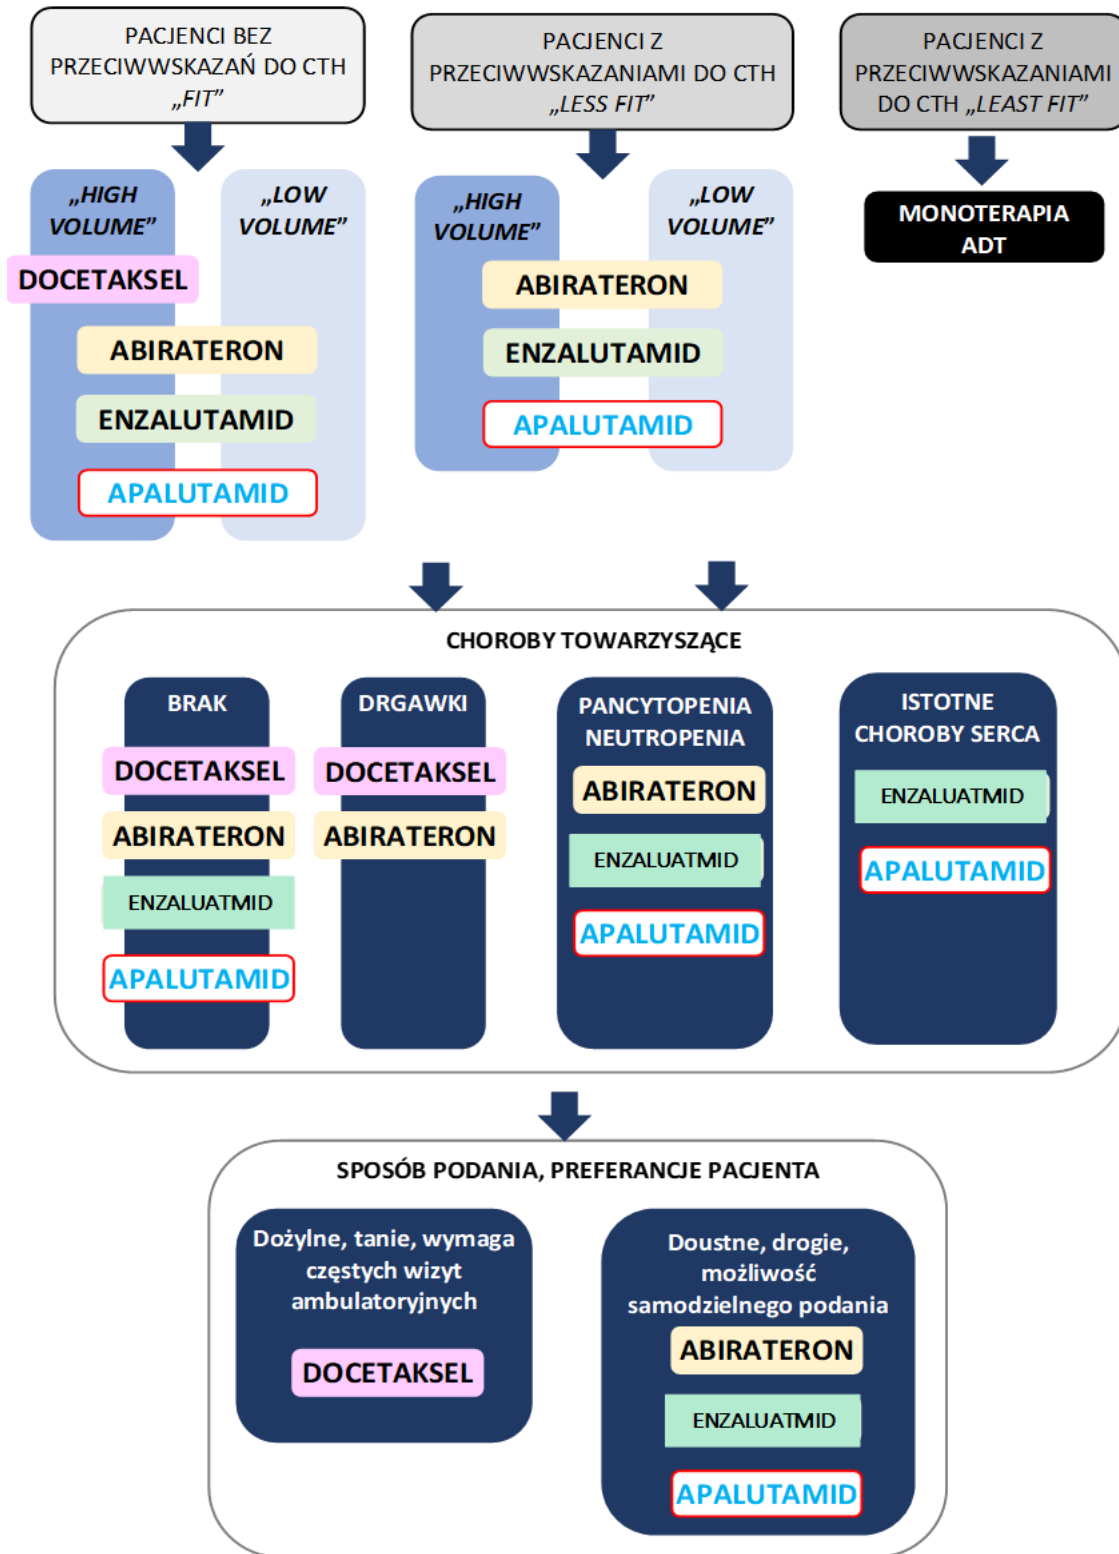 PACJENCI BEZ
PRZECIWWSKAZAŃ DO CTH
„FIT”
PACJENCI Z
PRZECIWWSKAZANIAMI DO CTH
„LESS FIT”
PACJENCI Z
PRZECIWWSKAZANIAMI
DO CTH „LEAST FIT”
„HIGH
VOLUME”
„LOW
VOLUME”
DOCETAKSEL
ABIRATERON
ENZALUTAMID
APALUTAMID
„HIGH
VOLUME”
„LOW
VOLUME”
ABIRATERON
ENZALUTAMID
APALUTAMID
MONOTERAPIA
ADT
CHOROBY TOWARZYSZĄCE
BRAK
DOCETAKSEL
ABIRATERON
ENZALUATMID
APALUTAMID
DRGAWKI
DOCETAKSEL
ABIRATERON
PANCYTOPENIA
NEUTROPENIA
ABIRATERON
ENZALUATMID
APALUTAMID
ISTOTNE
CHOROBY SERCA
ENZALUATMID
APALUTAMID
SPOSÓB PODANIA, PREFERANCJE PACJENTA
Dożylne, tanie, wymaga
częstych wizyt
ambulatoryjnych
DOCETAKSEL
Doustne, drogie,
możliwość
samodzielnego podania
ABIRATERON
ENZALUATMID
APALUTAMID